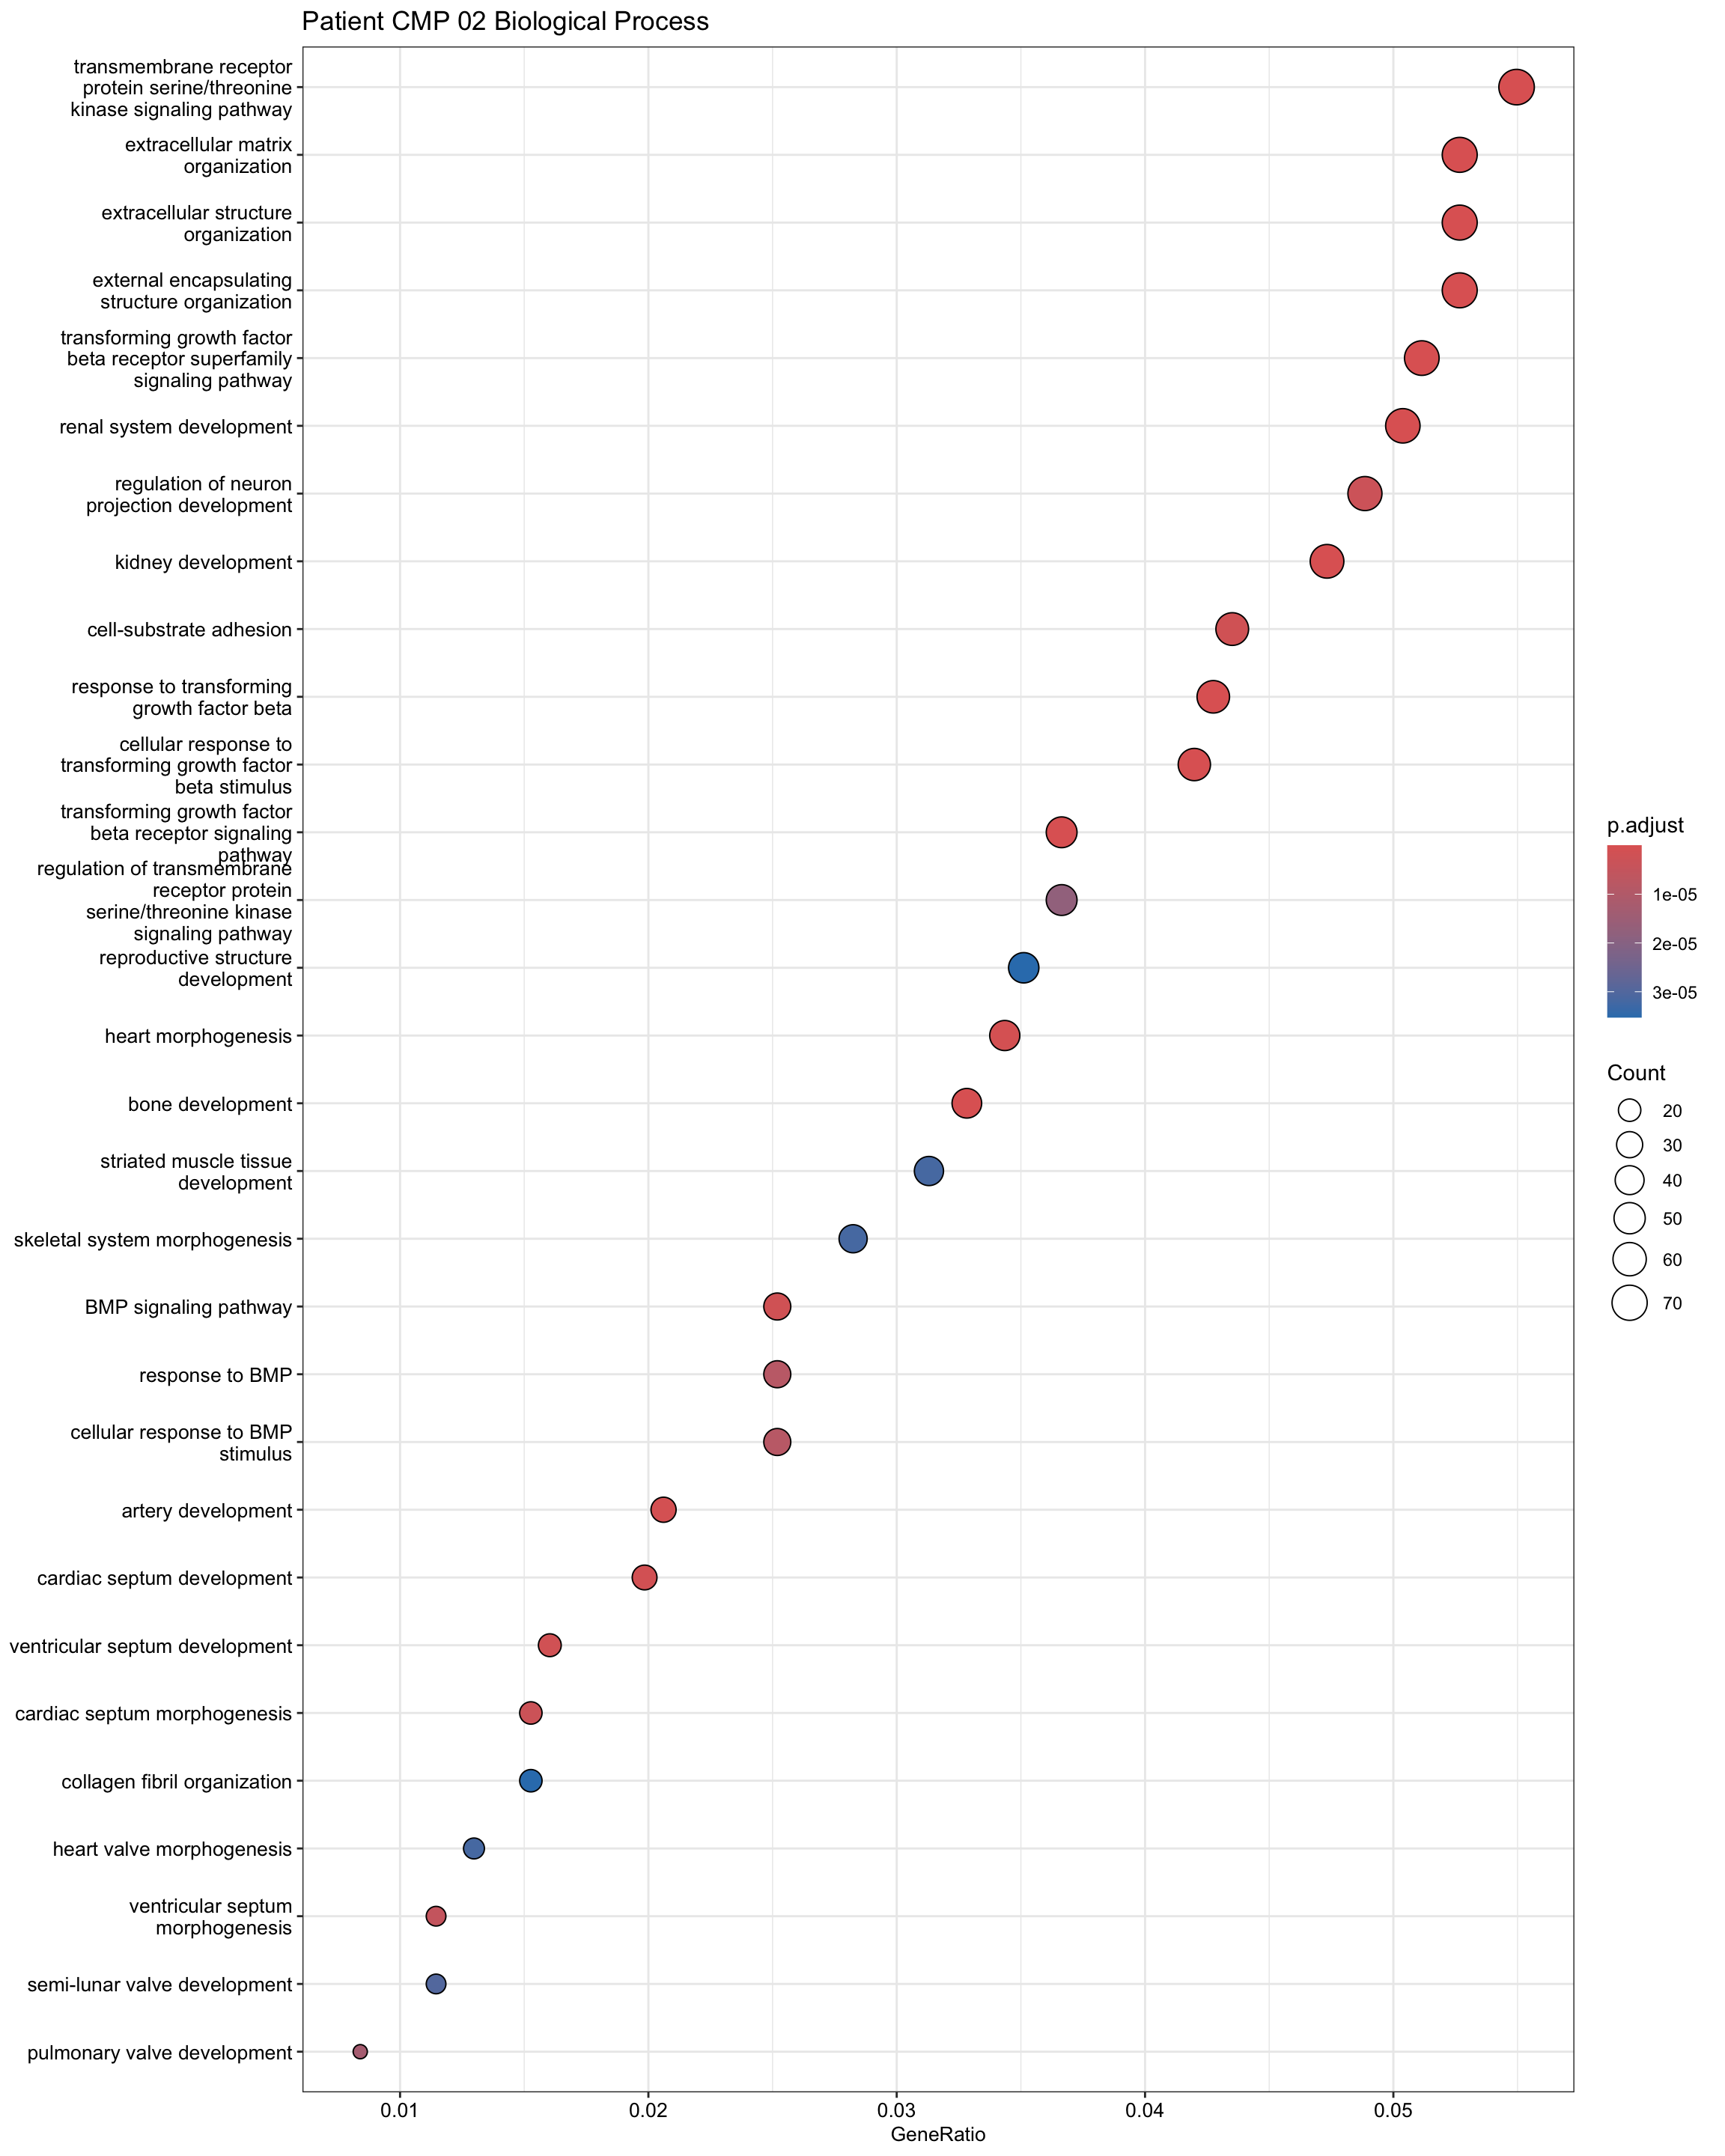 Patient CMP 02 Biological Process
transmembrane receptor
protein serine/threonine
kinase signaling pathway
extracellular matrix
organization
extracellular structure
organization
external encapsulating
structure organization
transforming growth factor
beta receptor superfamily
signaling pathway
renal system development
regulation of neuron
projection development
kidney development
cell-substrate adhesion
response to transforming
growth factor beta
cellular response to
transforming growth factor
beta stimulus
transforming growth factor
beta receptor signaling
pathway
regulation of transmembrane
receptor protein
serine/threonine kinase
signaling pathway
reproductive structure
development
heart morphogenesis
bone development
striated muscle tissue
development
skeletal system morphogenesis
BMP signaling pathway
response to BMP
cellular response to BMP
stimulus
artery development
cardiac septum development
ventricular septum development
cardiac septum morphogenesis
collagen fibril organization
heart valve morphogenesis
ventricular septum
morphogenesis
semi-lunar valve development
pulmonary valve development
0.01 0.02 0.03 0.04 0.05
GeneRatio
p.adjust
1e-05
2e-05
3e-05
Count
20
30
40
50
60
70